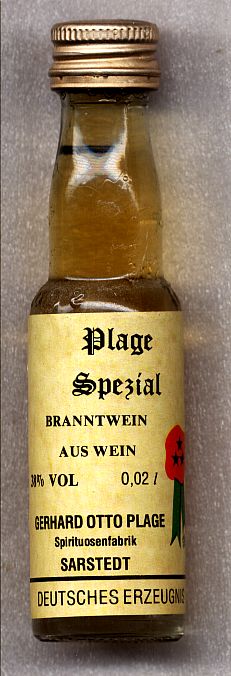 Plage
Spezial
BRANNTWEIN
AUS WEIN
38% VOL 0,02 l
GERHARD OTTO PLAGE
Spirituosenfabrik
SARSTEDT
DEUTSCHES ERZEUGNIS